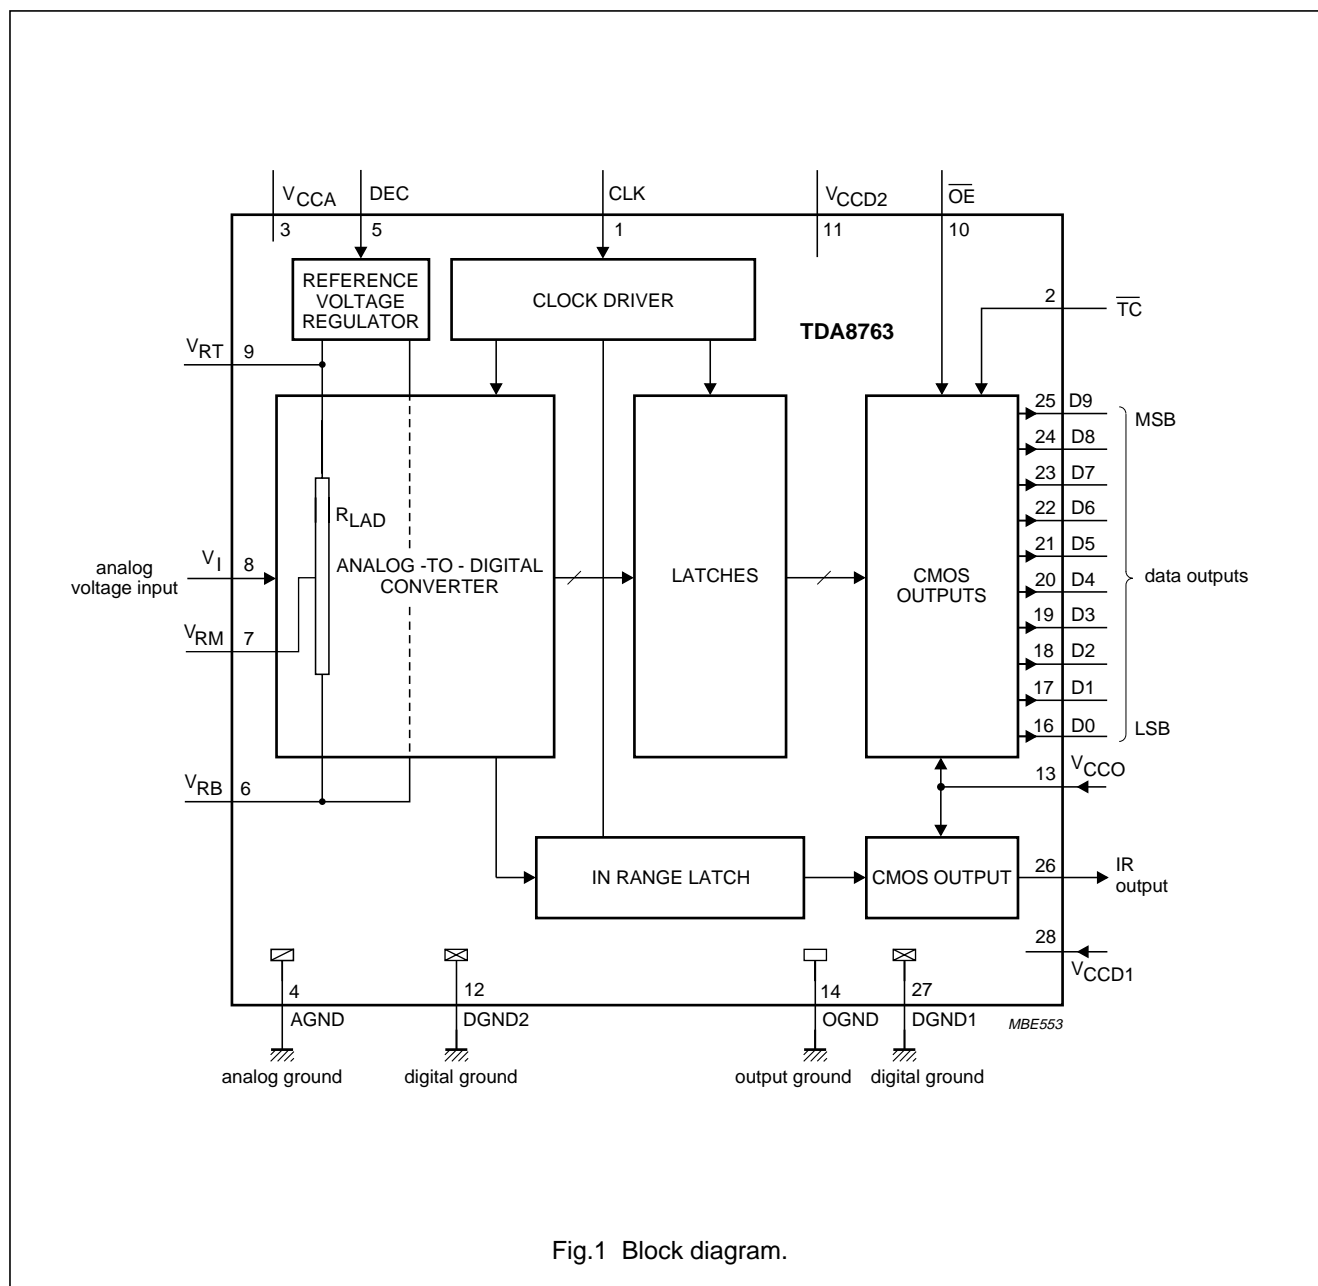 VCCA DEC CLK VCCD2 OE
3 5 1 11 10
REFERENCE
VOLTAGE
REGULATOR
CLOCK DRIVER
2 TC
TDA8763
VRT 9
25 D9 MSB
24 D8
23 D7
22 D6
21 D5
20 D4
19 D3
18 D2
17 D1
16 D0 LSB
data outputs
RLAD
analog
voltage input
VI 8
ANALOG -TO - DIGITAL
CONVERTER
LATCHES
CMOS
OUTPUTS
VRM 7
VRB 6
13 VCCO
IN RANGE LATCH
CMOS OUTPUT
26 IR
output
28 VCCD1
4 12 14 27
AGND DGND2 OGND DGND1
MBE553
analog ground digital ground output ground digital ground
Fig.1 Block diagram.